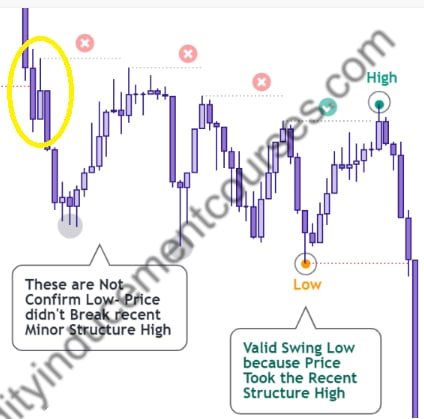 High
These are Not
Confirm Low- Price
didn't Break recent
Minor Structure High
Low
Valid Swing Low
because Price
Took the Recent
Structure High
lityinducementcourses.com